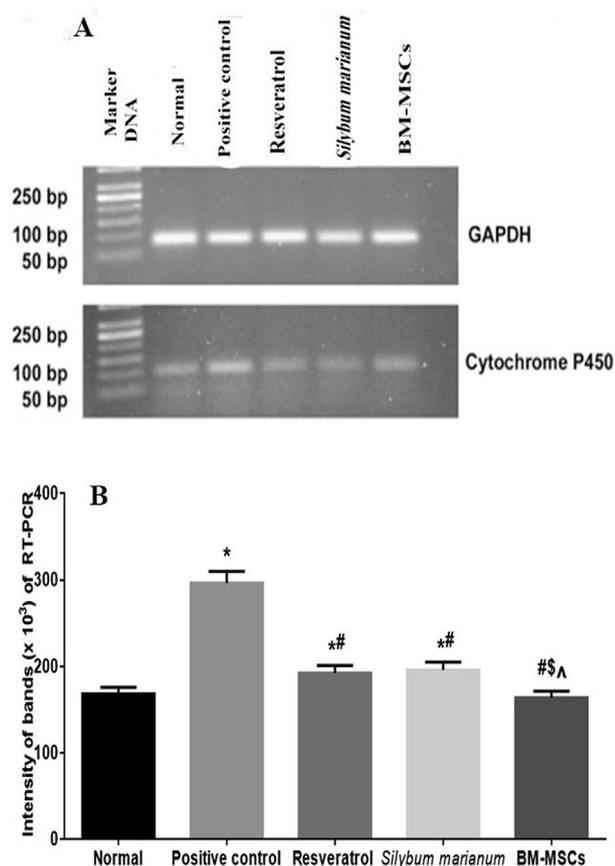 A
Marker
DNA
Normal
Positive control
Resveratrol
Silybum marianum
BM-MSCs
250 bp
100 bp
50 bp
GAPDH
250 bp
100 bp
50 bp
Cytochrome P450
B
Intensity of bands (x 10³) of RT-PCR
400
300
200
100
0
*
*#
*#
#$^
Normal
Positive control
Resveratrol
Silybum marianum
BM-MSCs